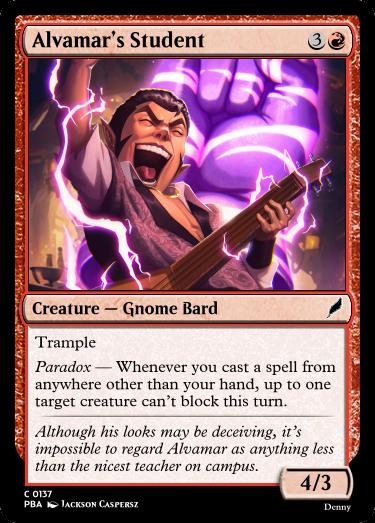 Alvamar's Student 3
Creature — Gnome Bard
Trample
Paradox — Whenever you cast a spell from
anywhere other than your hand, up to one
target creature can't block this turn.
Although his looks may be deceiving, it's
impossible to regard Alvamar as anything less
than the nicest teacher on campus.
4/3
C 0137
PBA Jackson Caspersz
Denny